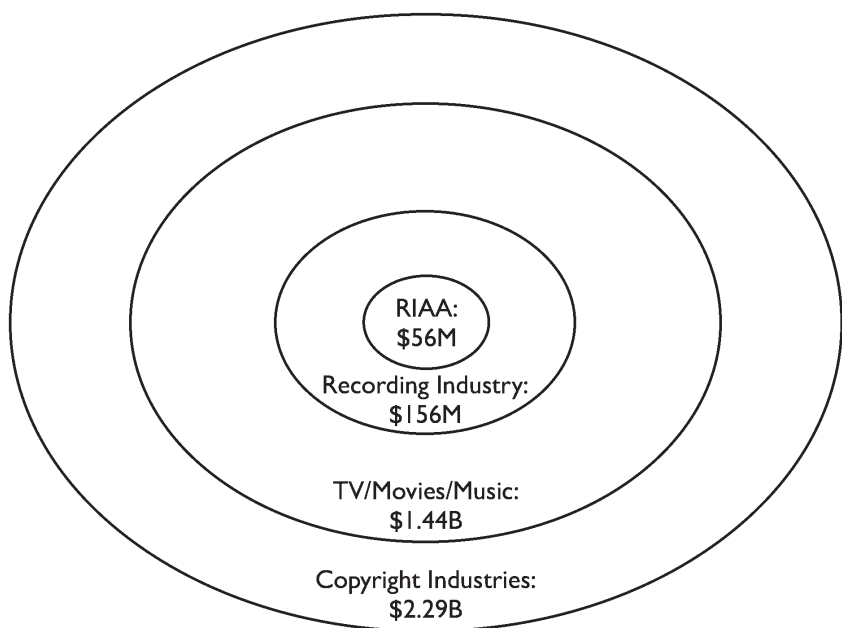 RIAA:
$56M
Recording Industry:
$156M
TV/Movies/Music:
$1.44B
Copyright Industries:
$2.29B